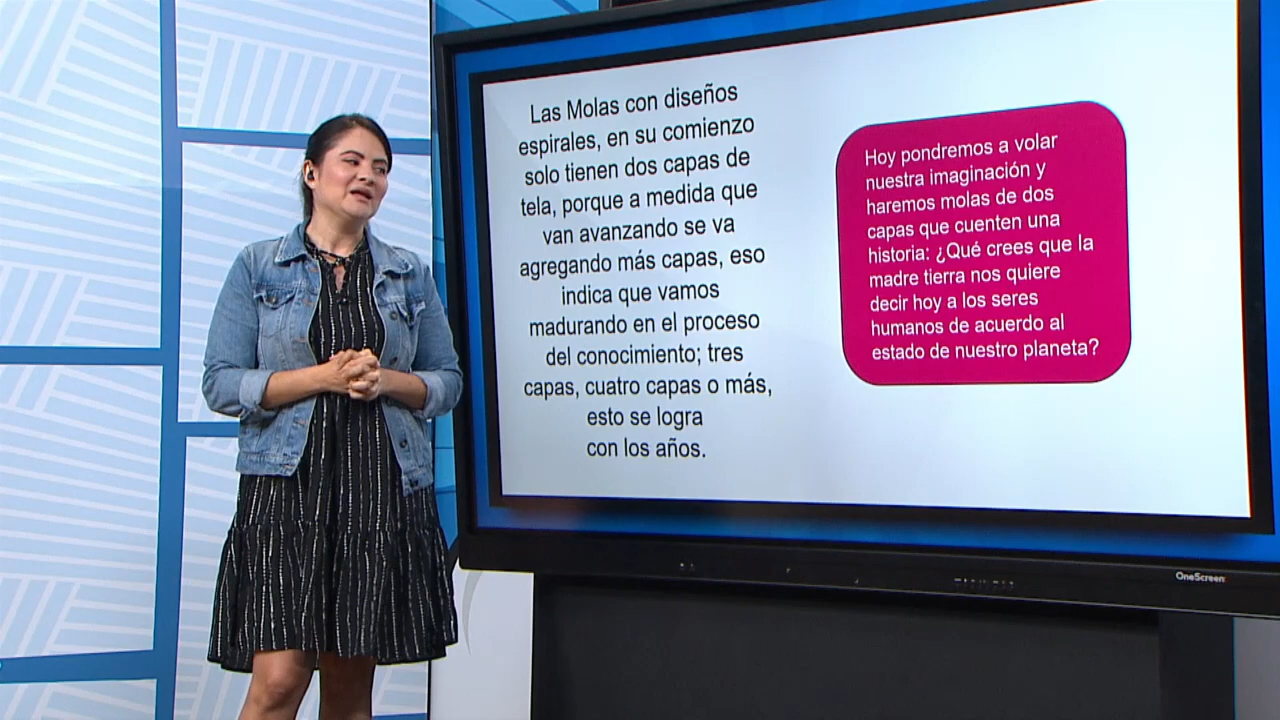 Las Molas con diseños
espirales, en su comienzo
solo tienen dos capas de
tela, porque a medida que
van avanzando se va
agregando más capas, eso
indica que vamos
madurando en el proceso
del conocimiento; tres
capas, cuatro capas o más,
esto se logra
con los años.
Hoy pondremos a volar
nuestra imaginación y
haremos molas de dos
capas que cuenten una
historia: ¿Qué crees que la
madre tierra nos quiere
decir hoy a los seres
humanos de acuerdo al
estado de nuestro planeta?
OneScreen